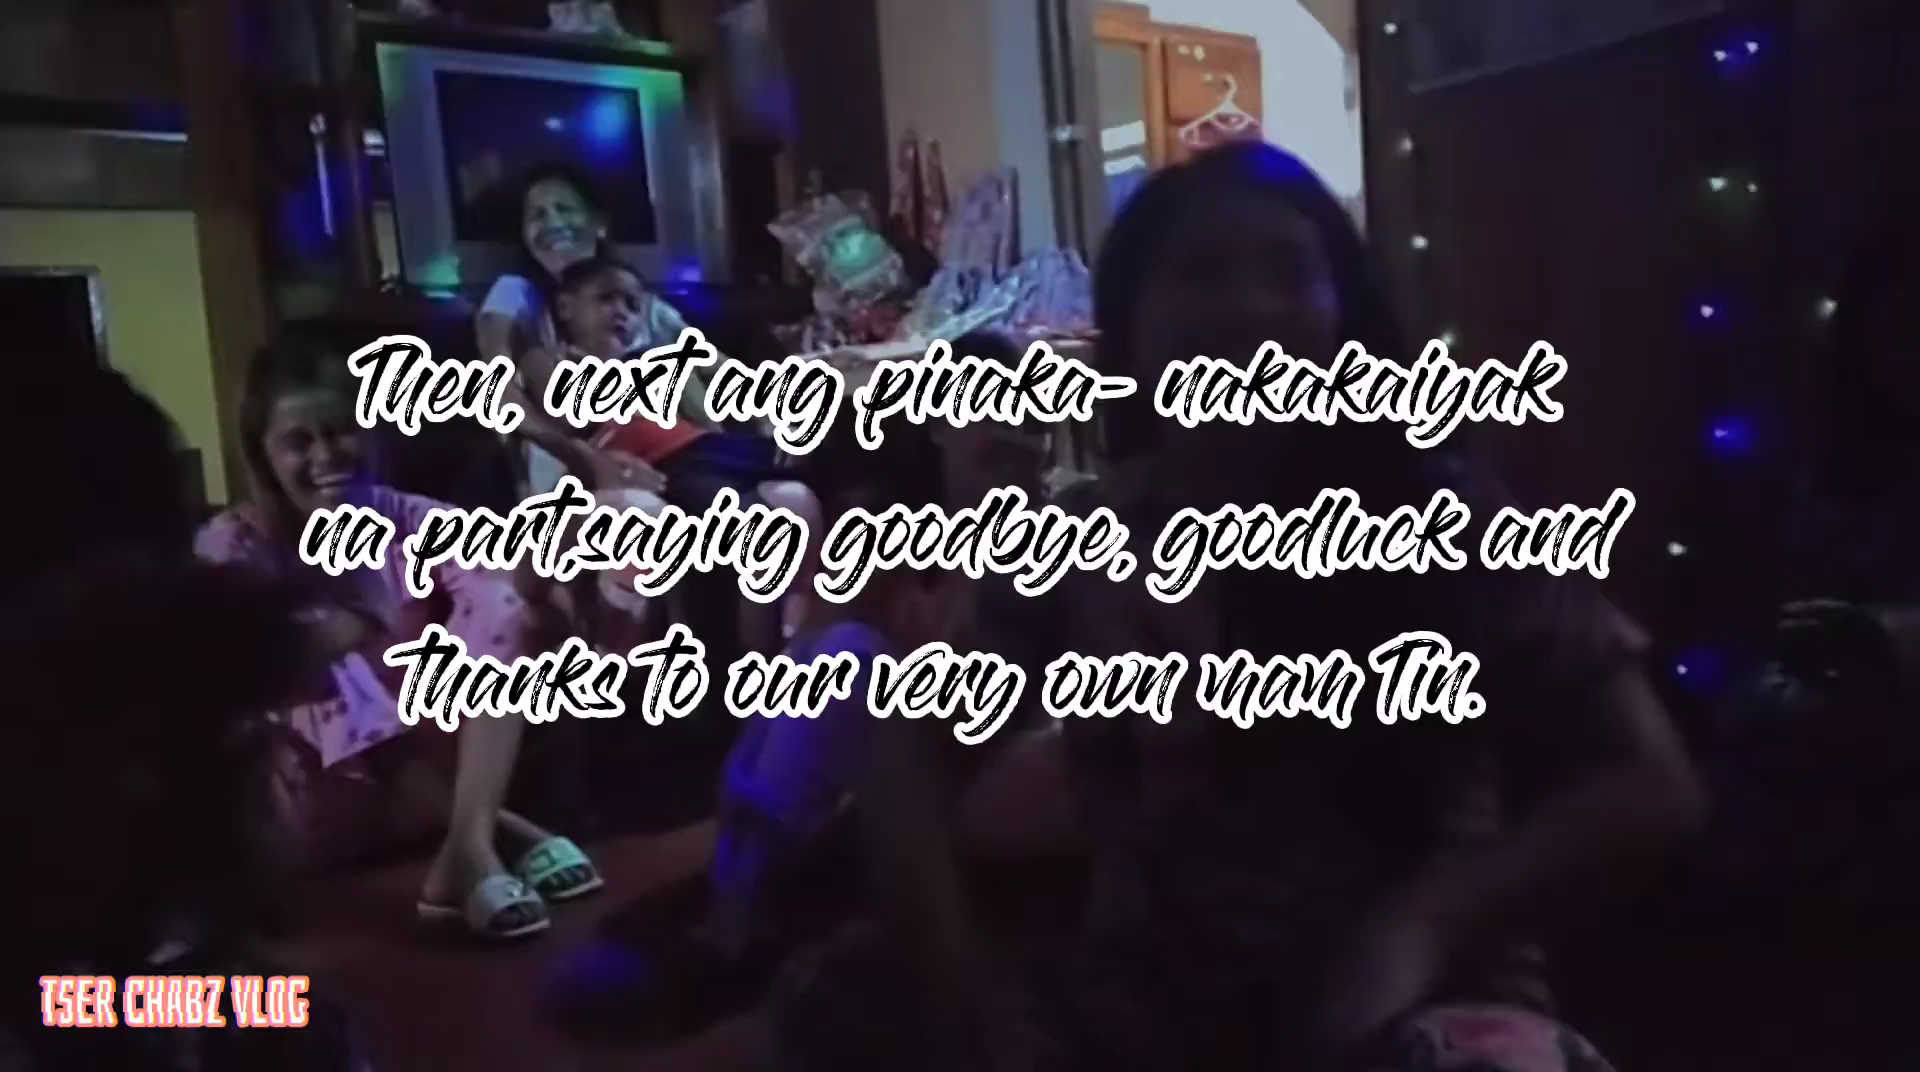 Then, next ang pinaka- nakakaiyak
na part,saying goodbye, goodluck and
thanks to our very own mam Tin.
TSER CHABZ VLOG